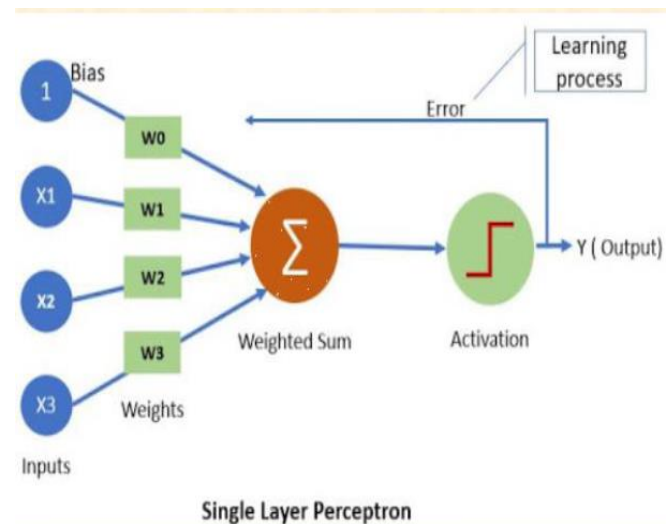 Learning
process
Bias
1
Error
W0
X1
W1
Σ
Y ( Output)
W2
X2
Weighted Sum
Activation
W3
X3
Weights
Inputs
Single Layer Perceptron